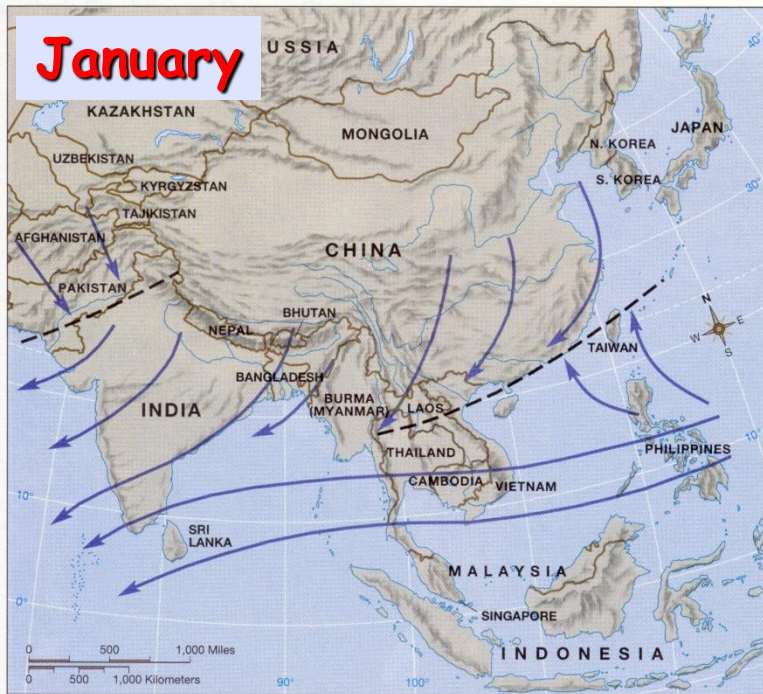 January
USSIA
KAZAKHSTAN
MONGOLIA
JAPAN
N. KOREA
S. KOREA
UZBEKISTAN
KYRGYZSTAN
TAJIKISTAN
AFGHANISTAN
CHINA
PAKISTAN
NEPAL
BHUTAN
BANGLADESH
INDIA
BURMA
(MYANMAR)
LAOS
TAIWAN
THAILAND
CAMBODIA
VIETNAM
PHILIPPINES
SRI
LANKA
MALAYSIA
SINGAPORE
INDONESIA
N
W
E
S
40°
30°
10°
10°
0°
90°
100°
0 500 1,000 Miles
0 500 1,000 Kilometers